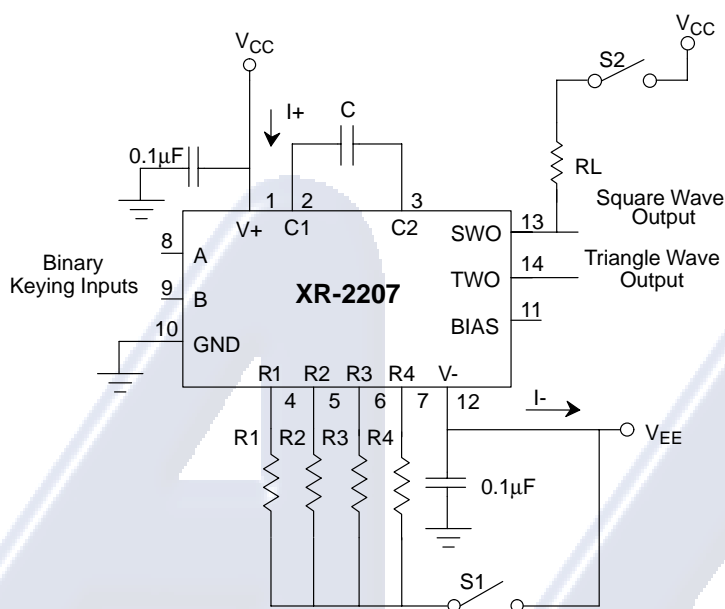 VCC
VCC
S2
I+
C
0.1µF
RL
1 2 3
V+ C1 C2
Square Wave
Output
SWO 13
8 A
TWO 14
Triangle Wave
Output
Binary
Keying Inputs
XR-2207
9 B
BIAS 11
10 GND
R1 R2 R3 R4 V-
4 5 6 7 12
I-
R1 R2 R3 R4
VEE
0.1µF
S1